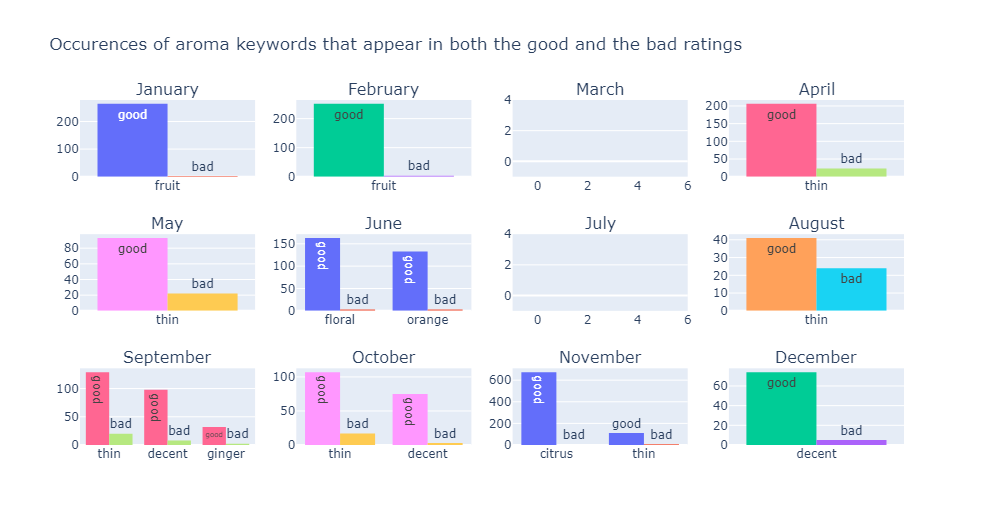 Occurences of aroma keywords that appear in both the good and the bad ratings
January
200
100
0
good
bad
fruit
February
200
100
0
good
bad
fruit
March
4
2
0
0 2 4 6
April
200
150
100
50
0
good
bad
thin
May
80
60
40
20
0
good
bad
thin
June
150
100
50
0
good
bad
good
bad
floral orange
July
4
2
0
0 2 4 6
August
40
30
20
10
0
good
bad
thin
September
100
50
0
good
bad
good
bad
good
bad
thin decent ginger
October
100
50
0
good
bad
good
bad
thin decent
November
600
400
200
0
good
bad
good
bad
citrus thin
December
60
40
20
0
good
bad
decent